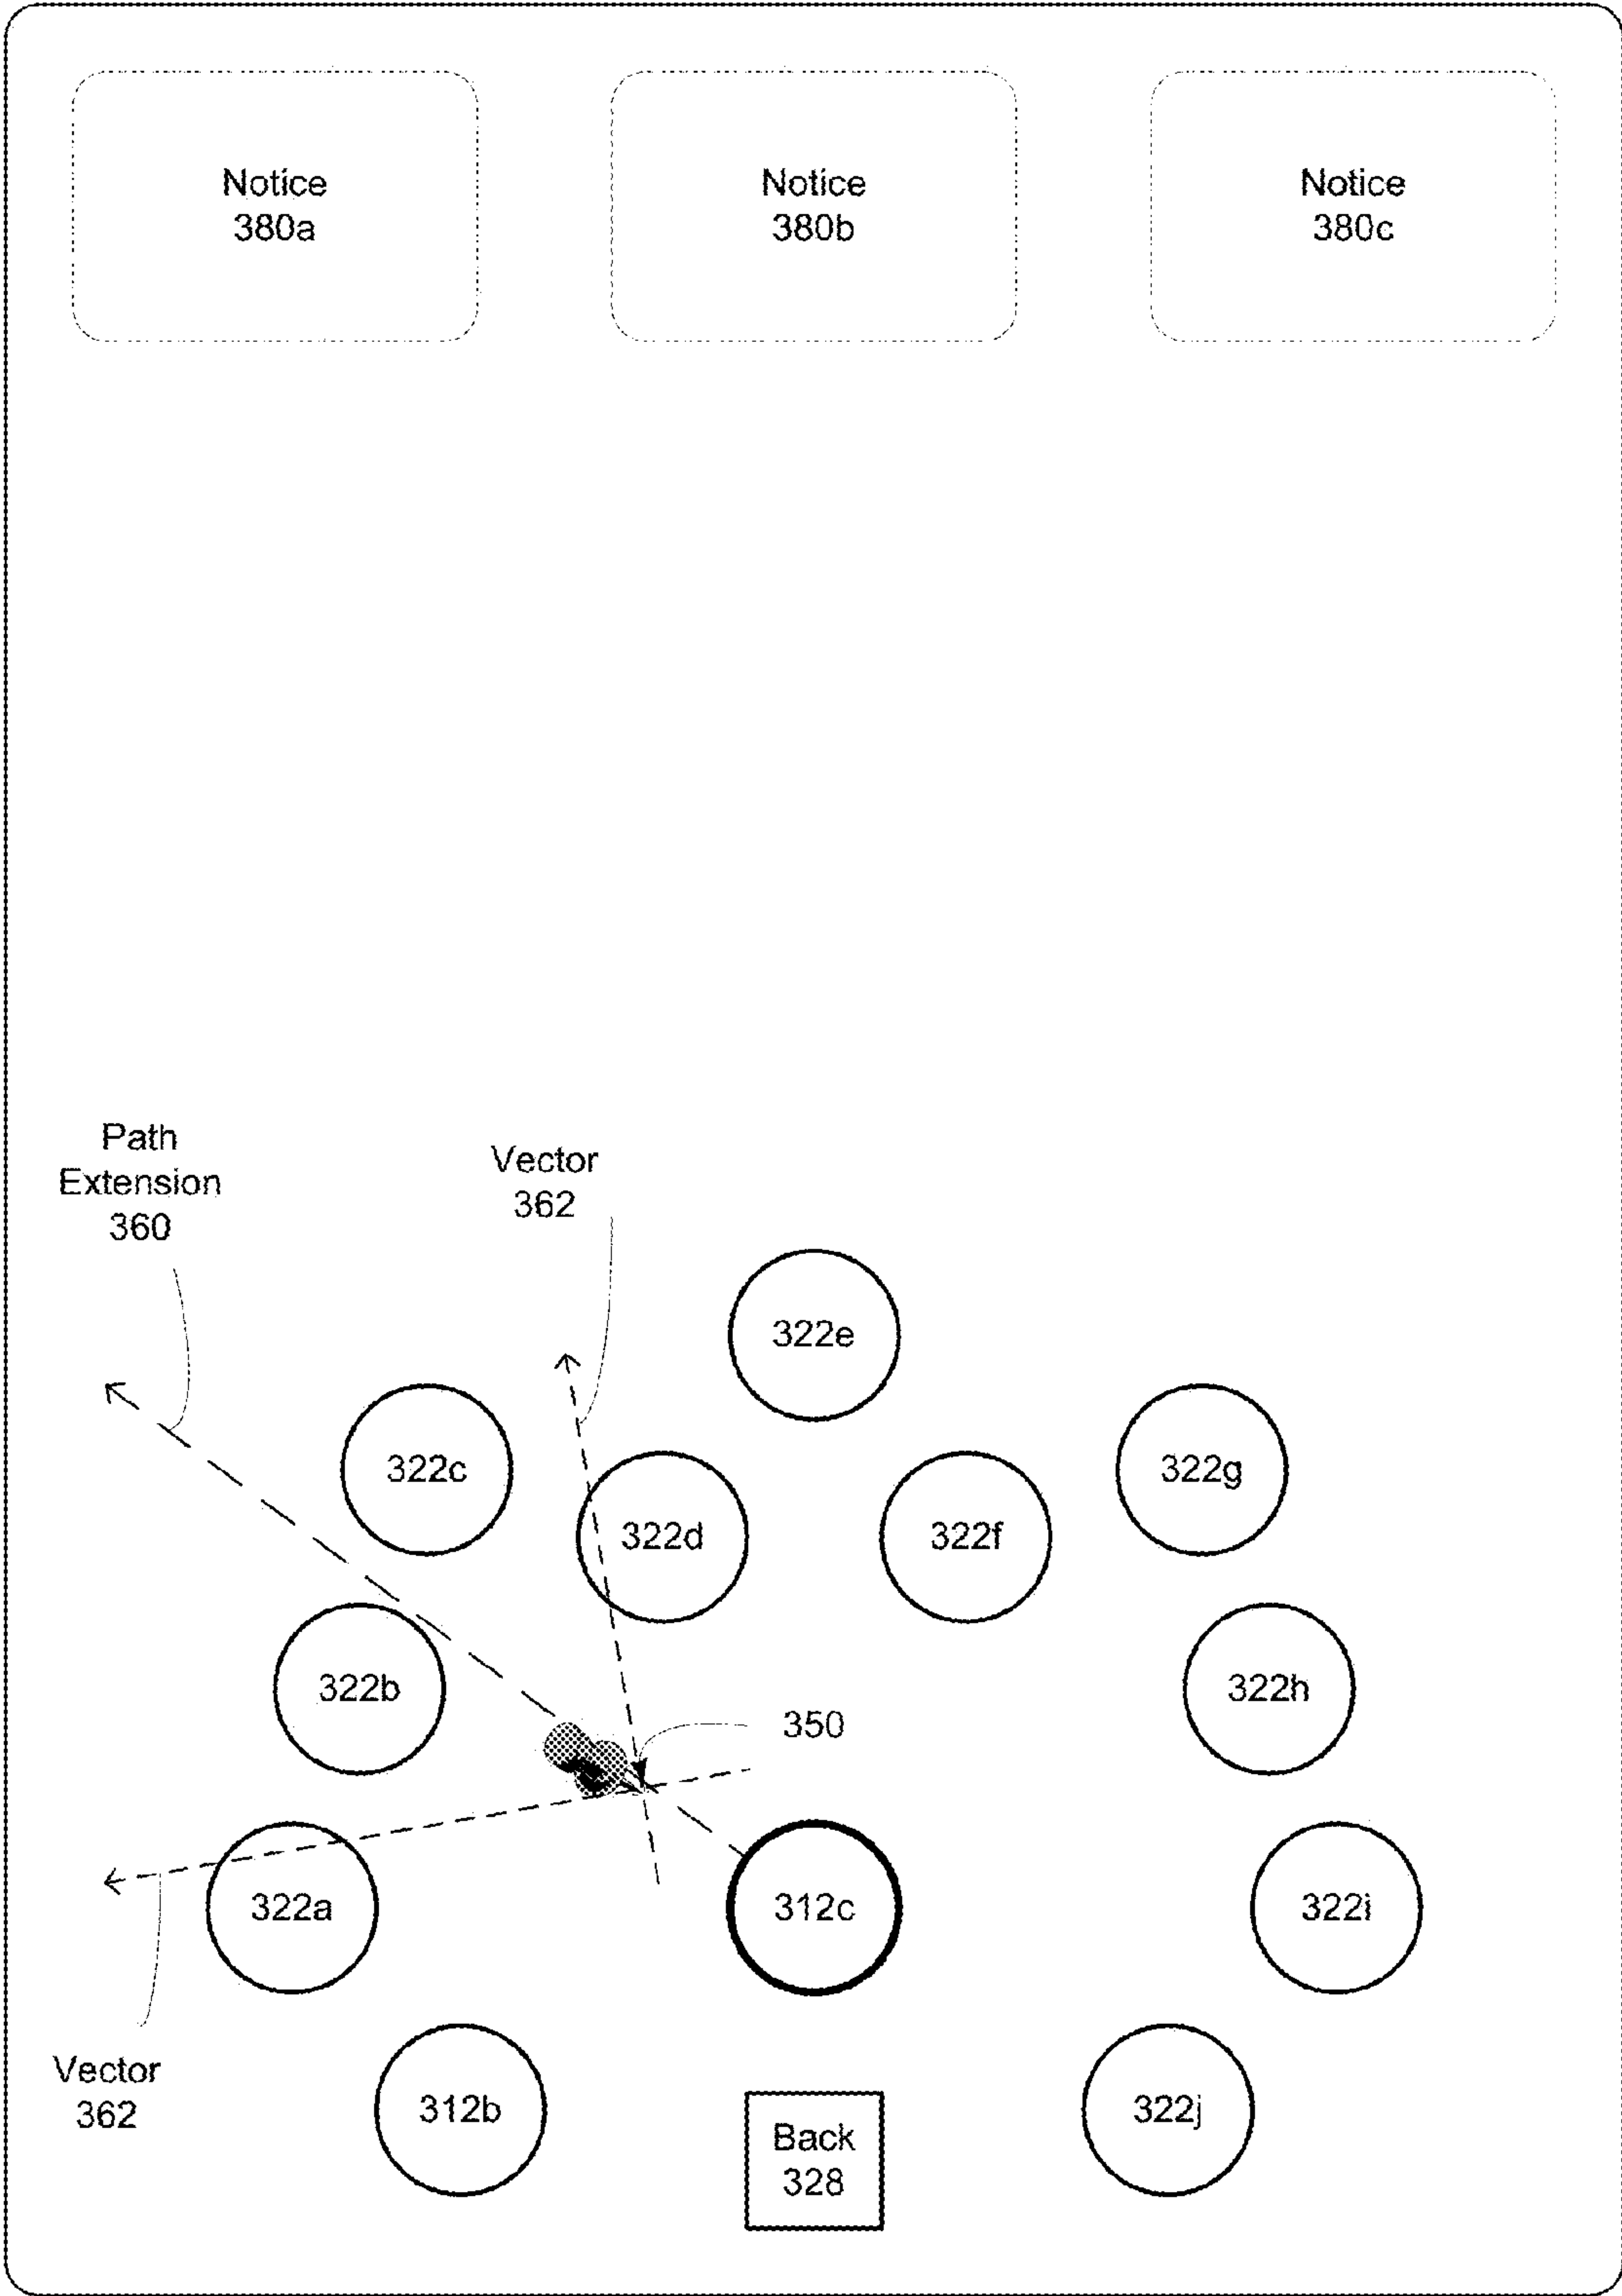 Notice
380a
Notice
380b
Notice
380c
Path
Extension
360
Vector
362
322e
322c
322g
322d
322f
322b
322h
350
322a
312c
322i
Vector
362
312b
322j
Back
328